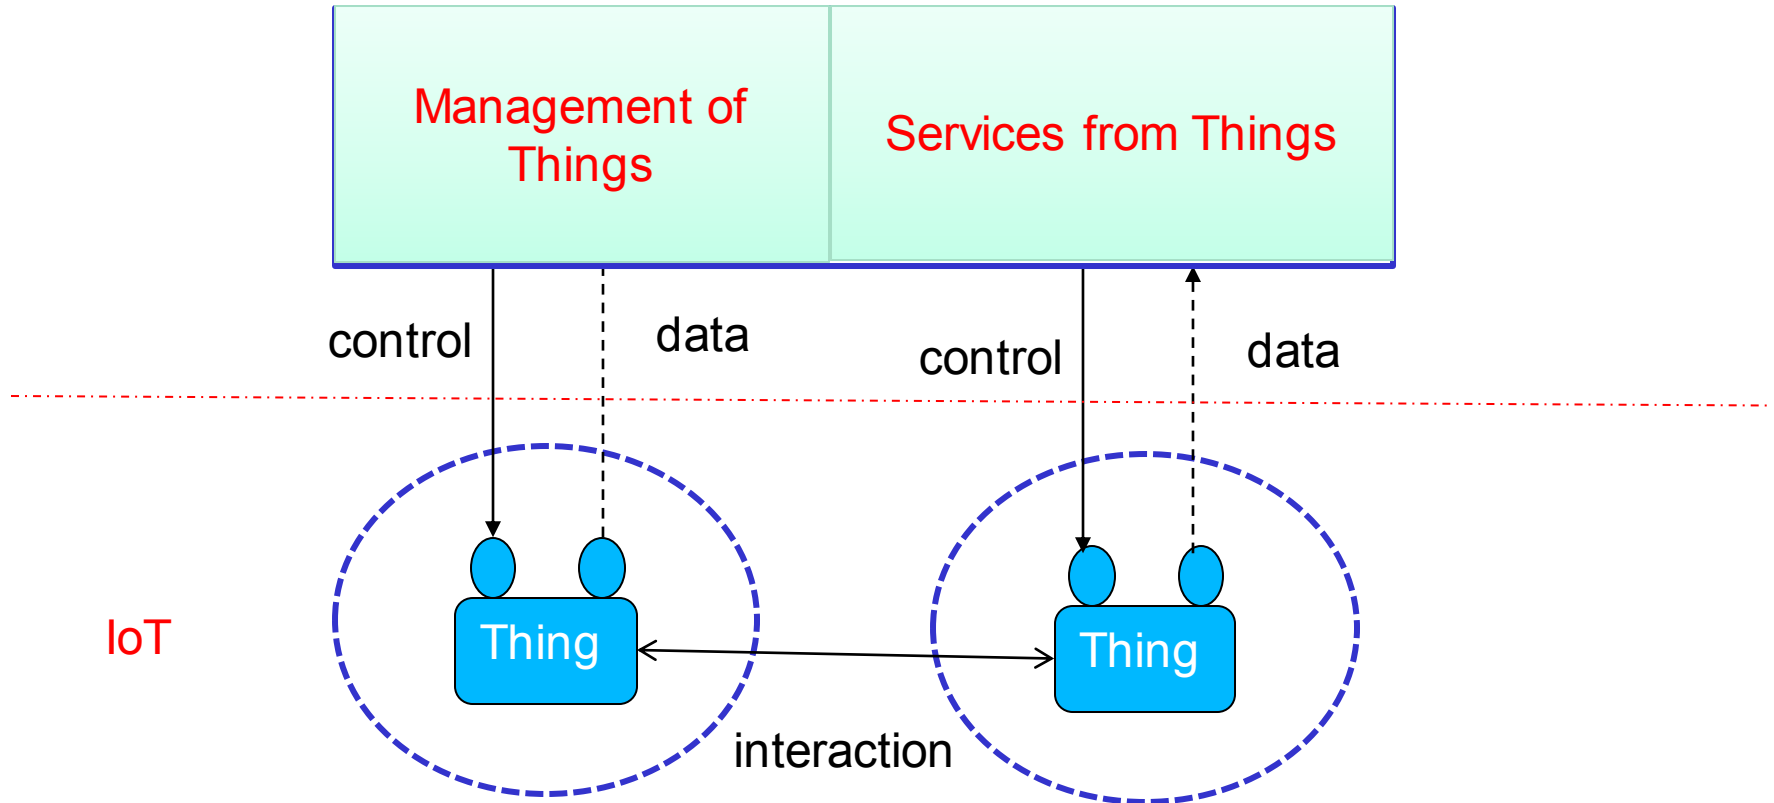 Management of
Things
Services from Things
control
data
control
data
IoT
Thing
Thing
interaction